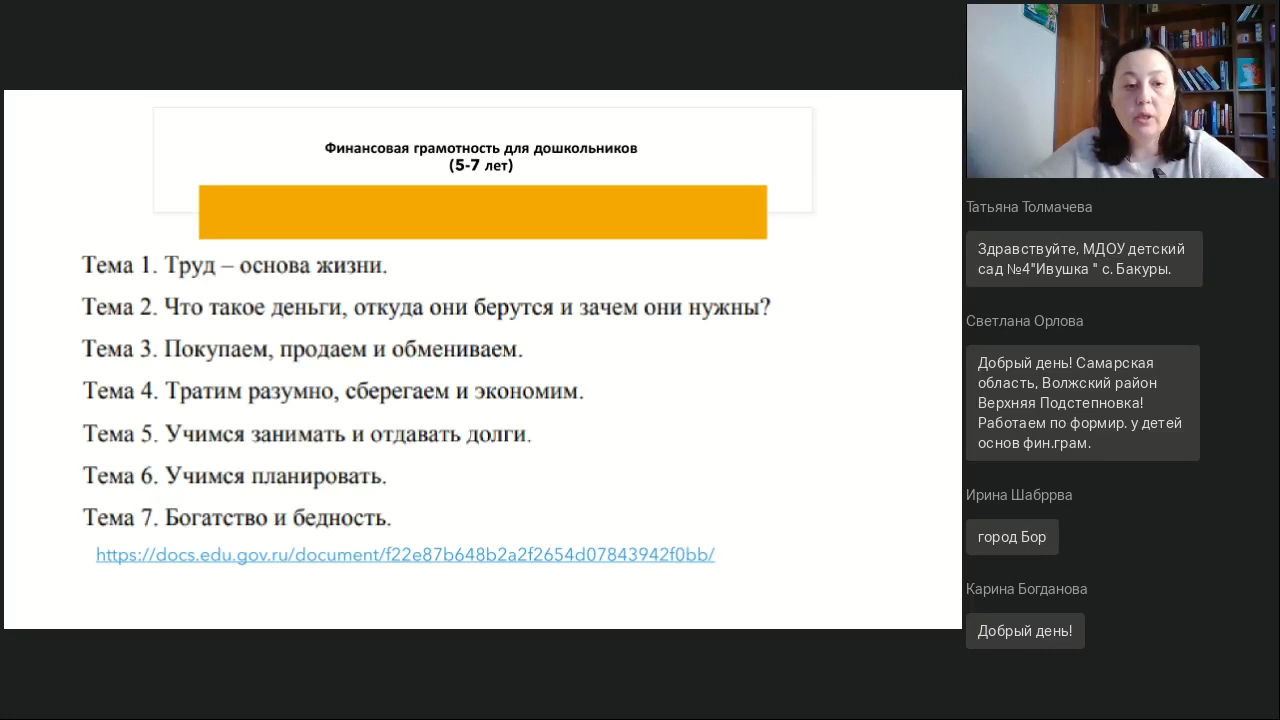 Финансовая грамотность для дошкольников
(5-7 лет)
Тема 1. Труд – основа жизни.
Тема 2. Что такое деньги, откуда они берутся и зачем они нужны?
Тема 3. Покупаем, продаем и обмениваем.
Тема 4. Тратим разумно, сберегаем и экономим.
Тема 5. Учимся занимать и отдавать долги.
Тема 6. Учимся планировать.
Тема 7. Богатство и бедность.
https://docs.edu.gov.ru/document/f22e87b648b2a2f2654d07843942f0bb/
Татьяна Толмачева
Здравствуйте, МДОУ детский
сад №4"Ивушка " с. Бакуры.
Светлана Орлова
Добрый день! Самарская
область, Волжский район
Верхняя Подстепновка!
Работаем по формир. у детей
основ фин.грам.
Ирина Шабррва
город Бор
Карина Богданова
Добрый день!